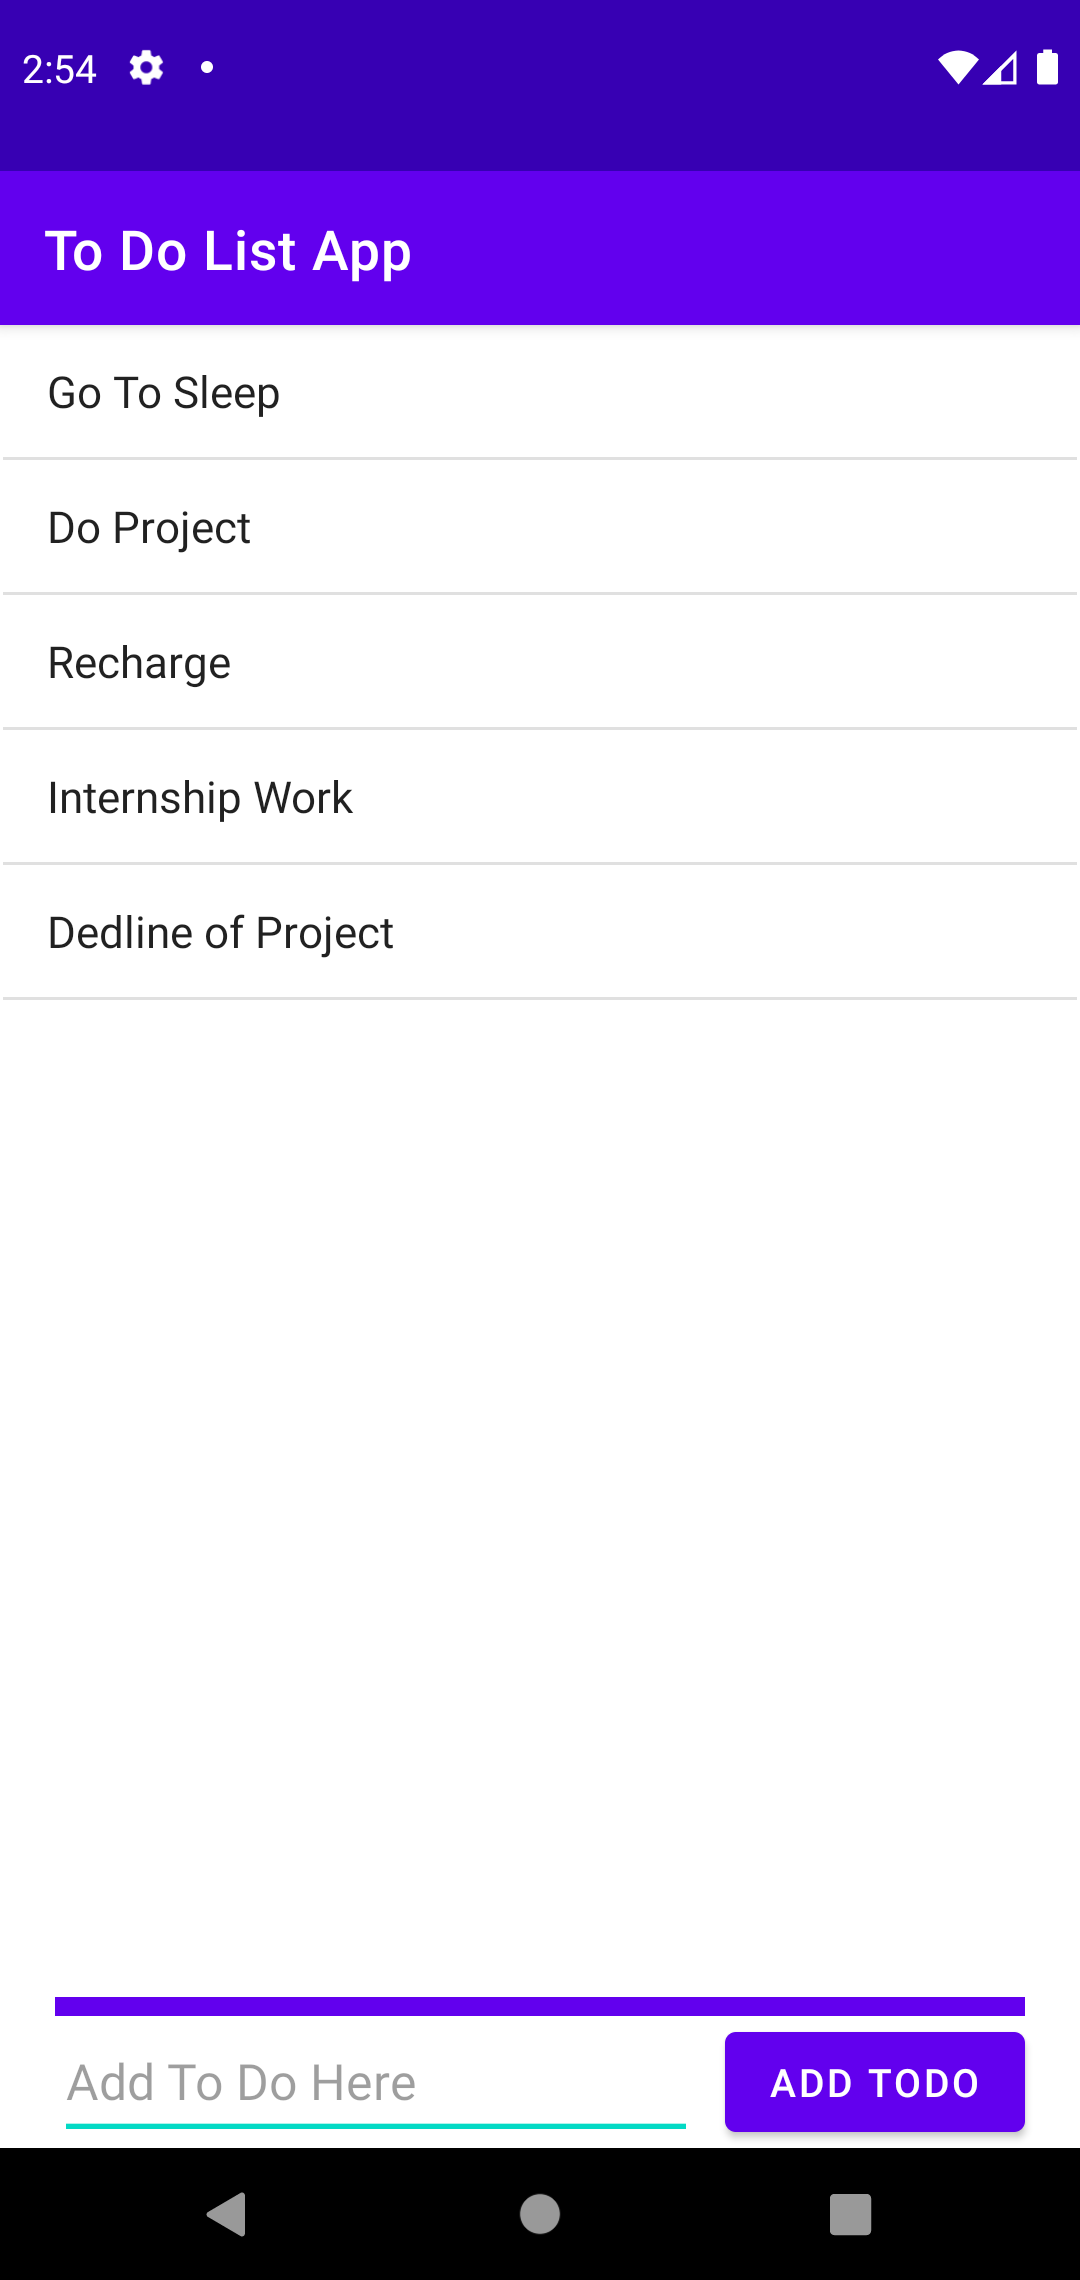 2:54
To Do List App
Go To Sleep
Do Project
Recharge
Internship Work
Dedline of Project
Add To Do Here
ADD TODO